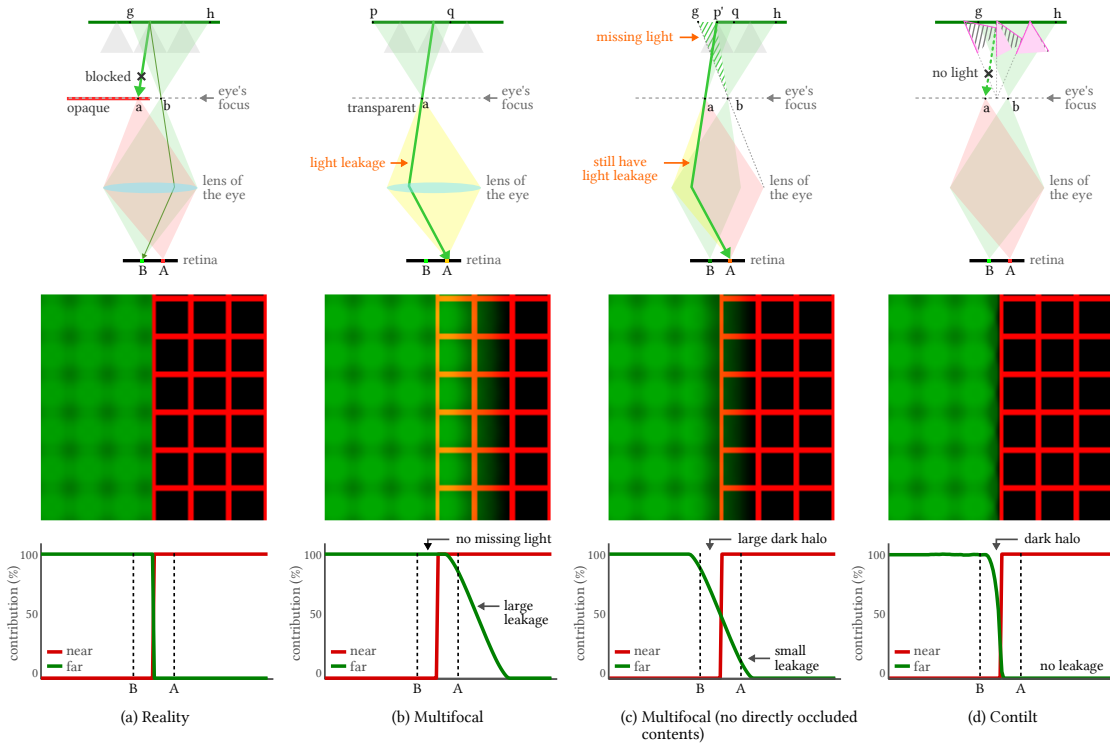 g
h
blocked
opaque
a
b
eye's
focus
lens of
the eye
retina
B
A
p
q
transparent
a
eye's
focus
light leakage
lens of
the eye
retina
B
A
g
p'
q
h
missing light
a
b
eye's
focus
still have
light leakage
lens of
the eye
retina
B
A
g
h
no light
a
b
eye's
focus
lens of
the eye
retina
B
A
contribution (%)
100
50
0
near
far
B
A
contribution (%)
100
50
0
no missing light
large
leakage
near
far
B
A
contribution (%)
100
50
0
large dark halo
small
leakage
near
far
B
A
contribution (%)
100
50
0
dark halo
no leakage
near
far
B
A
(a) Reality
(b) Multifocal
(c) Multifocal (no directly occluded
contents)
(d) Contilt